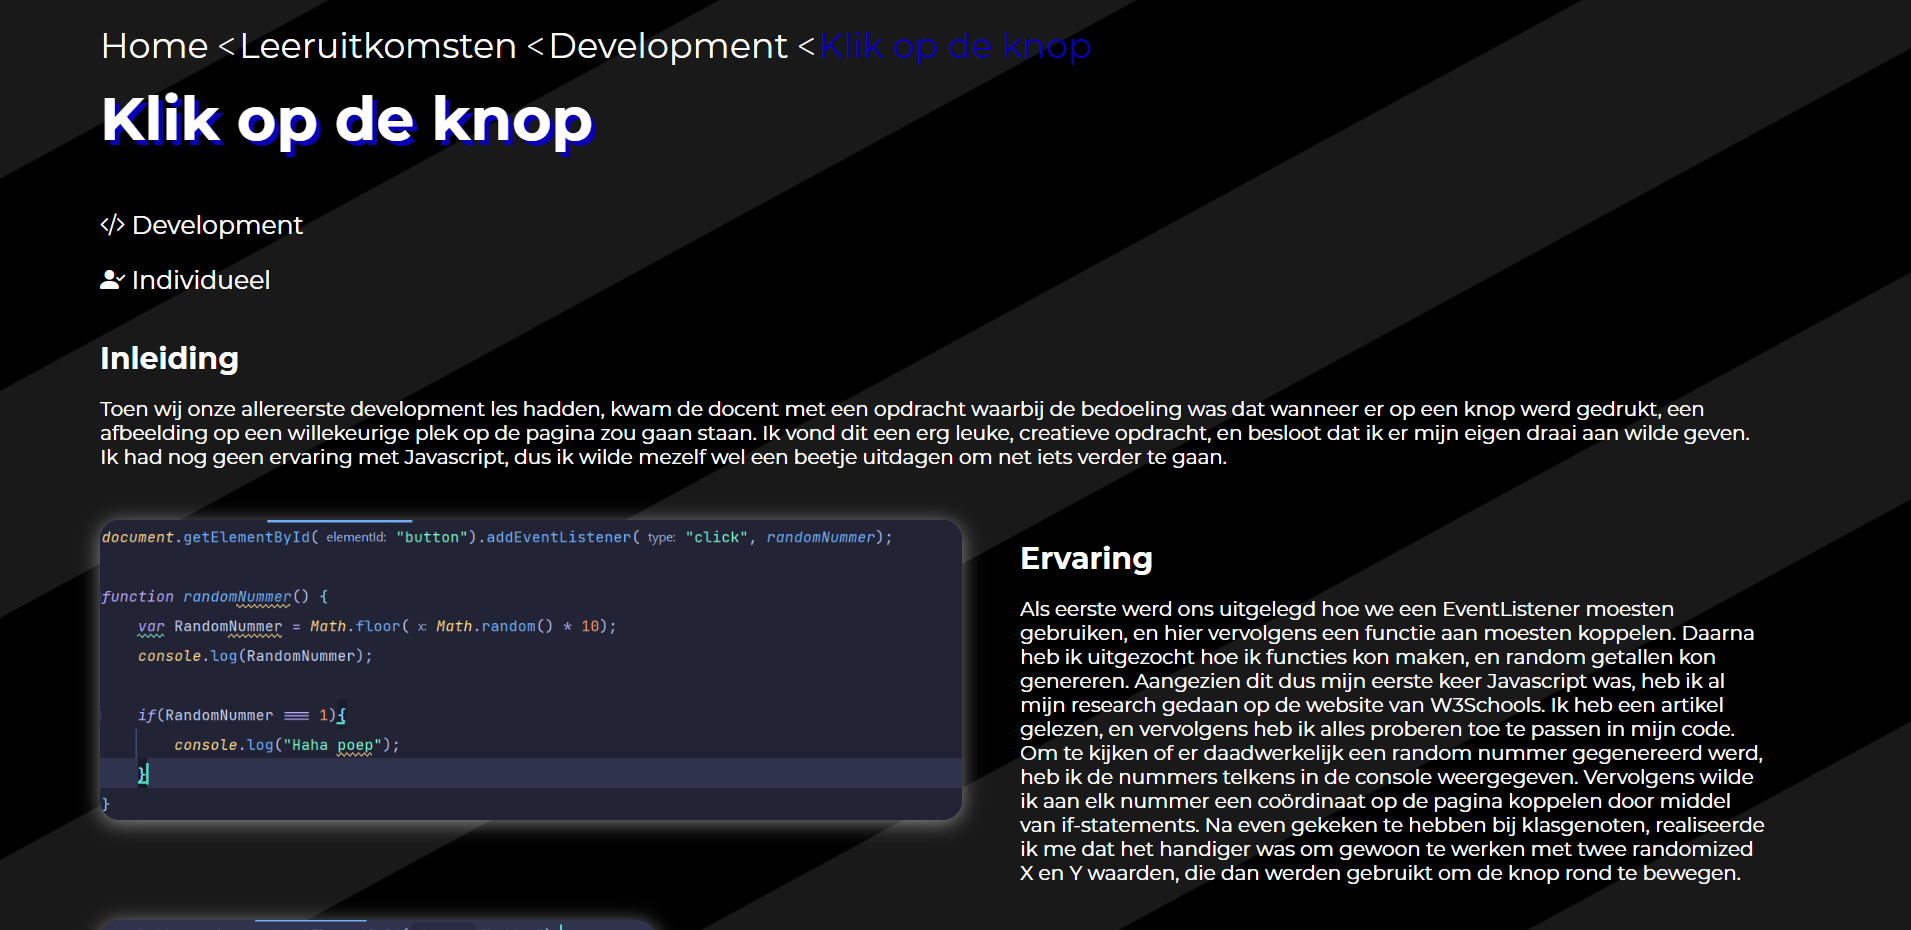 Home < Leeruitkomsten < Development < Klik op de knop
Klik op de knop
</> Development
Individueel
Inleiding
Toen wij onze allereerste development les hadden, kwam de docent met een opdracht waarbij de bedoeling was dat wanneer er op een knop werd gedrukt, een
afbeelding op een willekeurige plek op de pagina zou gaan staan. Ik vond dit een erg leuke, creatieve opdracht, en besloot dat ik er mijn eigen draai aan wilde geven.
Ik had nog geen ervaring met Javascript, dus ik wilde mezelf wel een beetje uitdagen om net iets verder te gaan.
document.getElementById( elementId: "button").addEventListener( type: "click", randomNummer);
function randomNummer() {
var RandomNummer = Math.floor( x: Math.random() * 10);
console.log(RandomNummer);
if(RandomNummer === 1){
console.log("Haha poep");
}
}
Ervaring
Als eerste werd ons uitgelegd hoe we een EventListener moesten
gebruiken, en hier vervolgens een functie aan moesten koppelen. Daarna
heb ik uitgezocht hoe ik functies kon maken, en random getallen kon
genereren. Aangezien dit dus mijn eerste keer Javascript was, heb ik al
mijn research gedaan op de website van W3Schools. Ik heb een artikel
gelezen, en vervolgens heb ik alles proberen toe te passen in mijn code.
Om te kijken of er daadwerkelijk een random nummer gegenereerd werd,
heb ik de nummers telkens in de console weergegeven. Vervolgens wilde
ik aan elk nummer een coördinaat op de pagina koppelen door middel
van if-statements. Na even gekeken te hebben bij klasgenoten, realiseerde
ik me dat het handiger was om gewoon te werken met twee randomized
X en Y waarden, die dan werden gebruikt om de knop rond te bewegen.